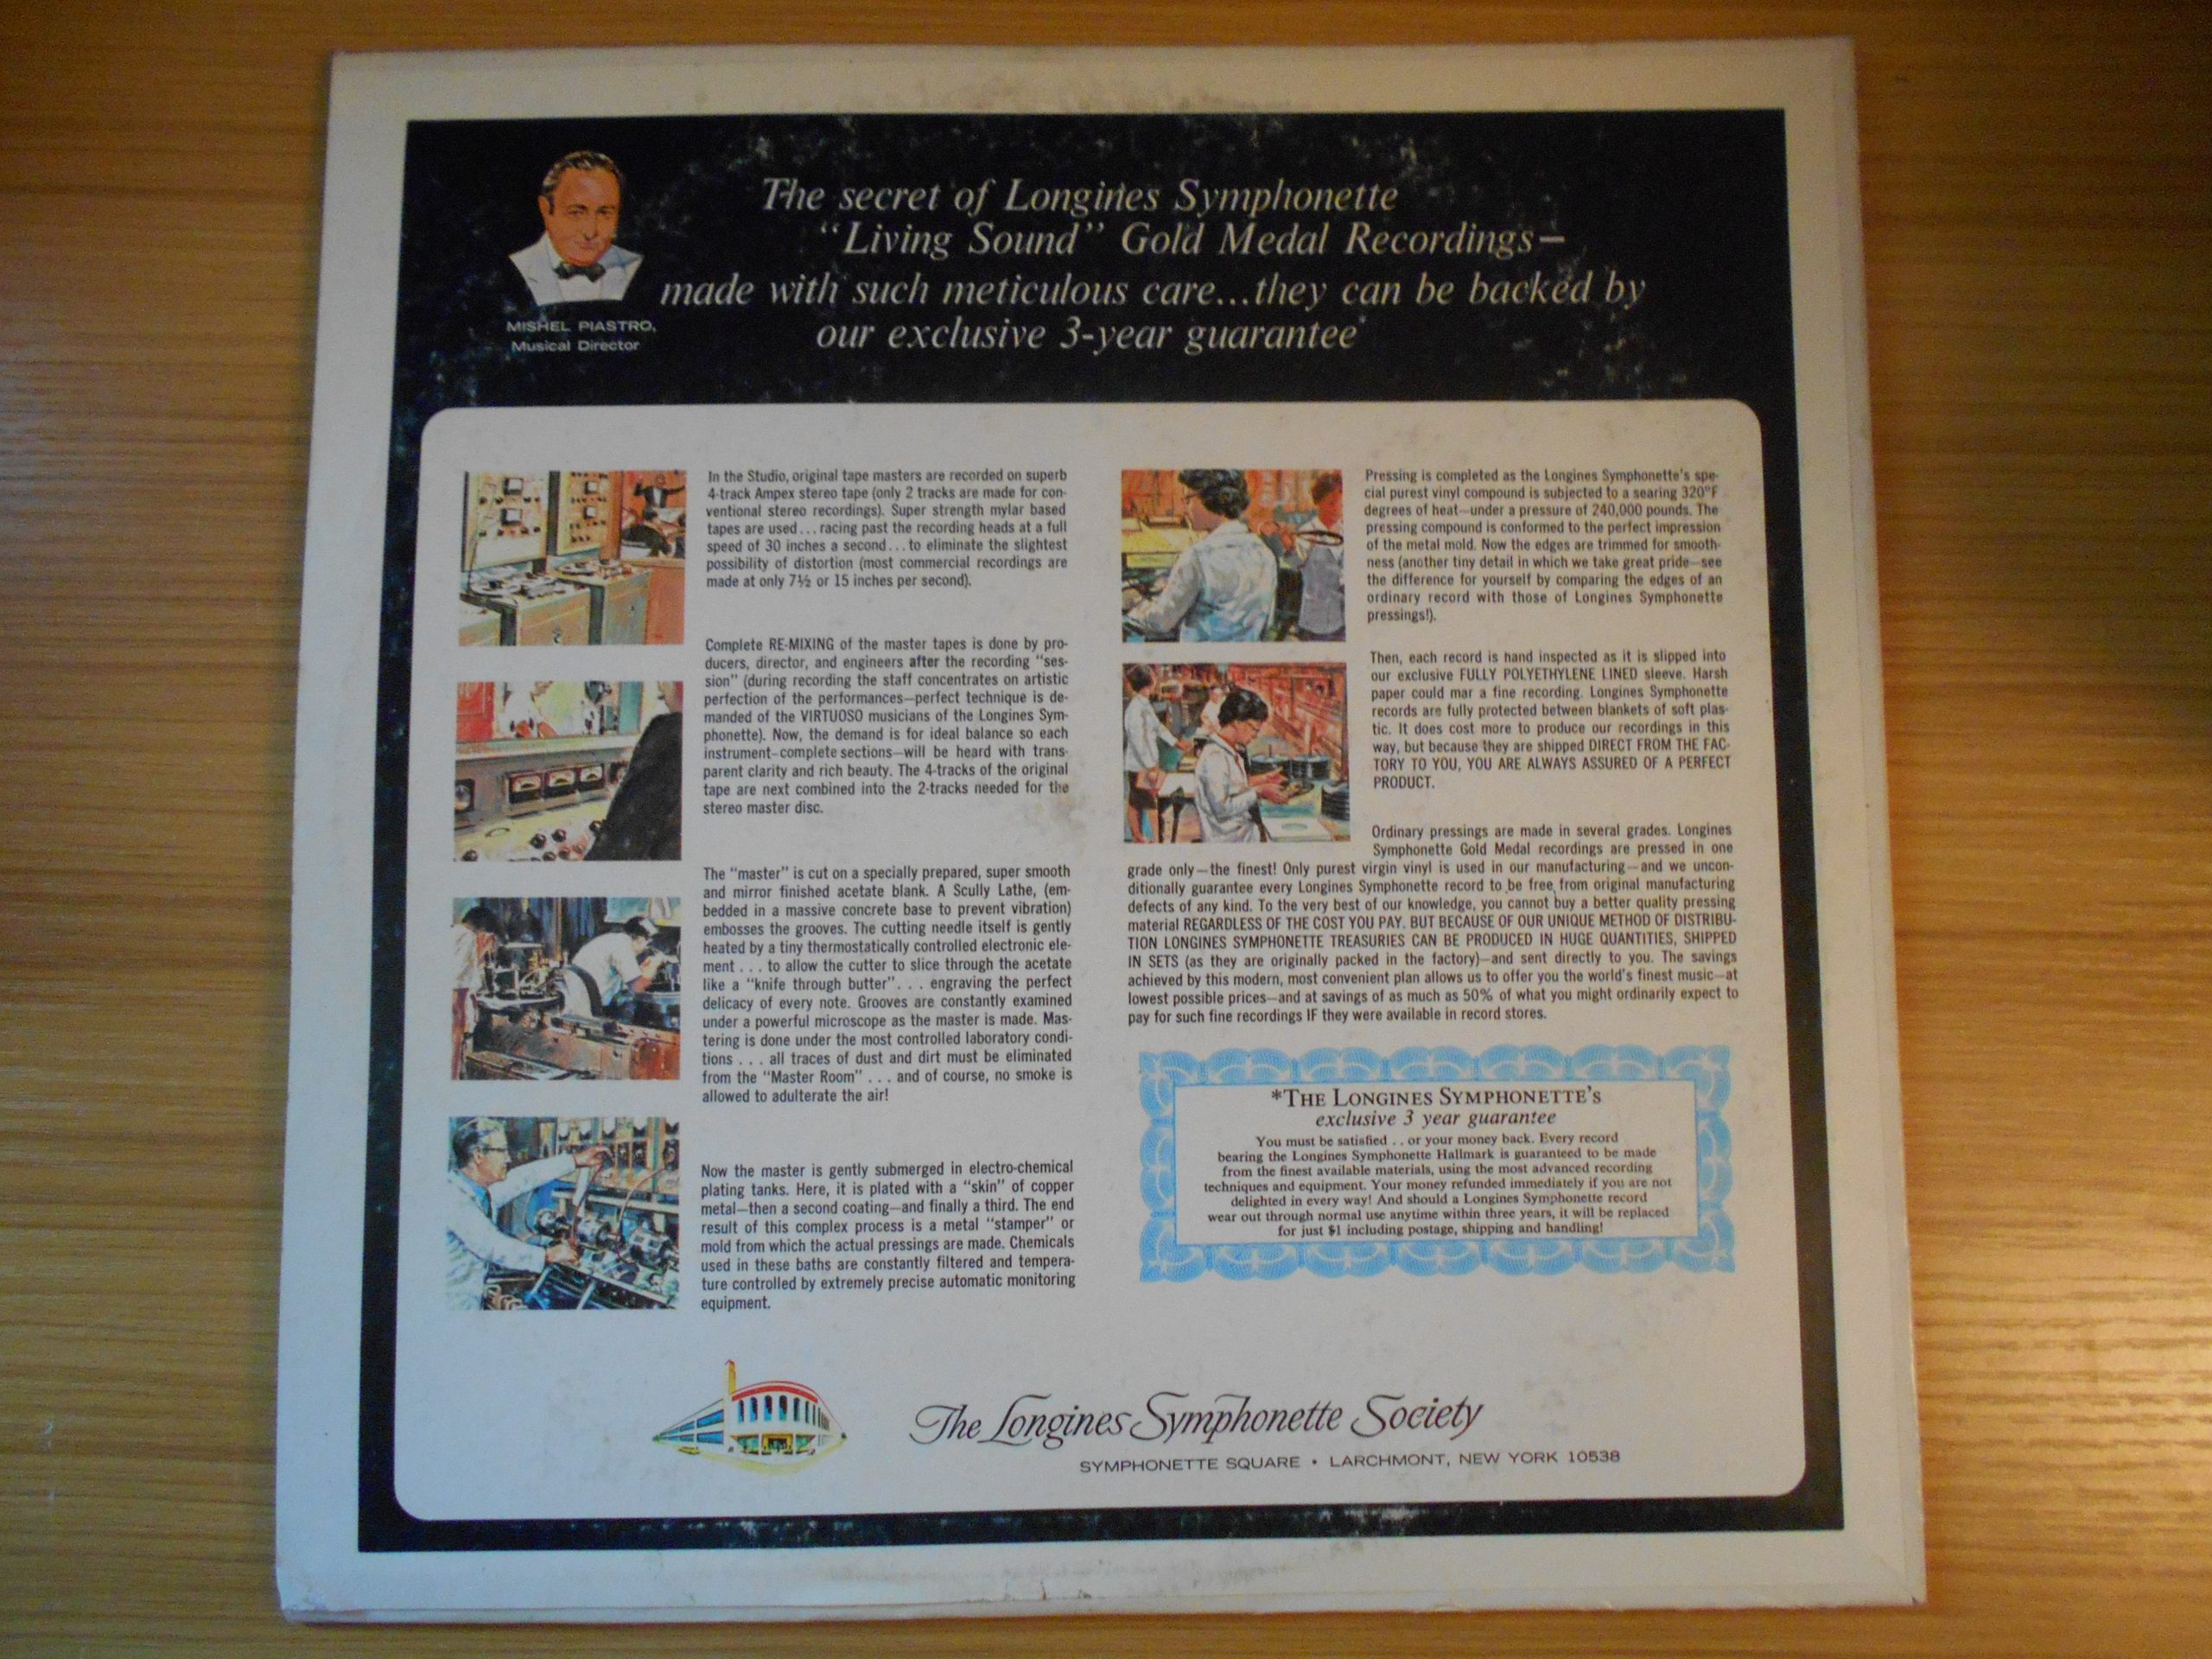 The secret of Longines Symphonette
“Living Sound” Gold Medal Recordings—
made with such meticulous care...they can be backed by
our exclusive 3-year guarantee*
MISHEL PIASTRO,
Musical Director
In the Studio, original tape masters are recorded on superb
4-track Ampex stereo tape (only 2 tracks are made for con-
ventional stereo recordings). Super strength mylar based
tapes are used...racing past the recording heads at a full
speed of 30 inches a second...to eliminate the slightest
possibility of distortion (most commercial recordings are
made at only 7½ or 15 inches per second).
Complete RE-MIXING of the master tapes is done by pro-
ducers, director, and engineers after the recording “ses-
sion” (during recording the staff concentrates on artistic
perfection of the performances—perfect technique is de-
manded of the VIRTUOSO musicians of the Longines Sym-
phonette). Now, the demand is for ideal balance so each
instrument—complete sections—will be heard with trans-
parent clarity and rich beauty. The 4-tracks of the original
tape are next combined into the 2-tracks needed for the
stereo master disc.
The “master” is cut on a specially prepared, super smooth
and mirror finished acetate blank. A Scully Lathe, (em-
bedded in a massive concrete base to prevent vibration)
embosses the grooves. The cutting needle itself is gently
heated by a tiny thermostatically controlled electronic ele-
ment . . . to allow the cutter to slice through the acetate
like a “knife through butter” . . . engraving the perfect
delicacy of every note. Grooves are constantly examined
under a powerful microscope as the master is made. Mas-
tering is done under the most controlled laboratory condi-
tions . . . all traces of dust and dirt must be eliminated
from the “Master Room” . . . and of course, no smoke is
allowed to adulterate the air!
Now the master is gently submerged in electro-chemical
plating tanks. Here, it is plated with a “skin” of copper
metal—then a second coating—and finally a third. The end
result of this complex process is a metal “stamper” or
mold from which the actual pressings are made. Chemicals
used in these baths are constantly filtered and tempera-
ture controlled by extremely precise automatic monitoring
equipment.
Pressing is completed as the Longines Symphonette's spe-
cial purest vinyl compound is subjected to a searing 320°F
degrees of heat—under a pressure of 240,000 pounds. The
pressing compound is conformed to the perfect impression
of the metal mold. Now the edges are trimmed for smooth-
ness (another tiny detail in which we take great pride—see
the difference for yourself by comparing the edges of an
ordinary record with those of Longines Symphonette
pressings!).
Then, each record is hand inspected as it is slipped into
our exclusive FULLY POLYETHYLENE LINED sleeve. Harsh
paper could mar a fine recording. Longines Symphonette
records are fully protected between blankets of soft plas-
tic. It does cost more to produce our recordings in this
way, but because they are shipped DIRECT FROM THE FAC-
TORY TO YOU, YOU ARE ALWAYS ASSURED OF A PERFECT
PRODUCT.
Ordinary pressings are made in several grades. Longines
Symphonette Gold Medal recordings are pressed in one
grade only—the finest! Only purest virgin vinyl is used in our manufacturing—and we uncon-
ditionally guarantee every Longines Symphonette record to be free from original manufacturing
defects of any kind. To the very best of our knowledge, you cannot buy a better quality pressing
material REGARDLESS OF THE COST YOU PAY. BUT BECAUSE OF OUR UNIQUE METHOD OF DISTRIBU-
TION LONGINES SYMPHONETTE TREASURIES CAN BE PRODUCED IN HUGE QUANTITIES, SHIPPED
IN SETS (as they are originally packed in the factory)—and sent directly to you. The savings
achieved by this modern, most convenient plan allows us to offer you the world's finest music—at
lowest possible prices—and at savings of as much as 50% of what you might ordinarily expect to
pay for such fine recordings IF they were available in record stores.
*THE LONGINES SYMPHONETTE'S
exclusive 3 year guarantee
You must be satisfied . . or your money back. Every record
bearing the Longines Symphonette Hallmark is guaranteed to be made
from the finest available materials, using the most advanced recording
techniques and equipment. Your money refunded immediately if you are not
delighted in every way! And should a Longines Symphonette record
wear out through normal use anytime within three years, it will be replaced
for just $1 including postage, shipping and handling!
The Longines Symphonette Society
SYMPHONETTE SQUARE • LARCHMONT, NEW YORK 10538